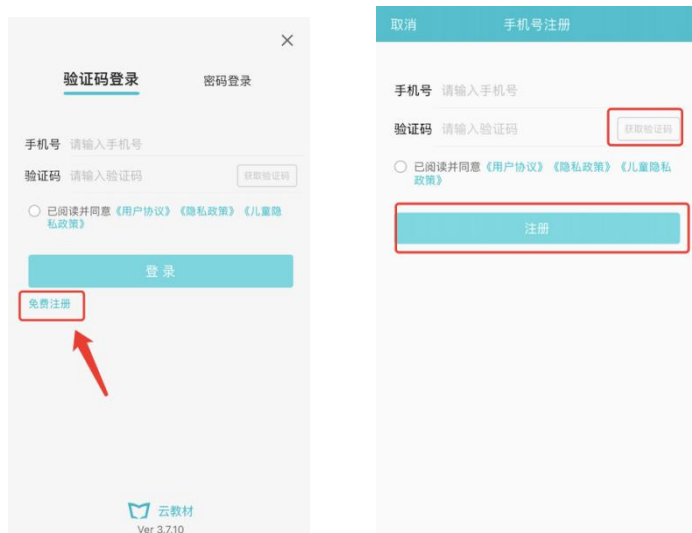 验证码登录
密码登录
手机号 请输入手机号
验证码 请输入验证码 获取验证码
已阅读并同意《用户协议》《隐私政策》《儿童隐
私政策》
登 录
免费注册
云教材
Ver 3.7.10
取消 手机号注册
手机号 请输入手机号
验证码 请输入验证码 获取验证码
已阅读并同意《用户协议》《隐私政策》《儿童隐私
政策》
注册